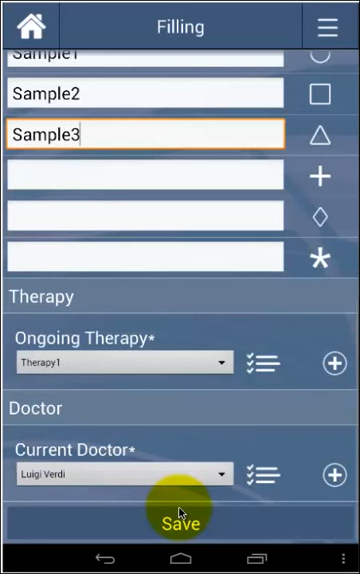 Filling
Sample1
Sample2
Sample3
Therapy
Ongoing Therapy*
Therapy1
Doctor
Current Doctor*
Luigi Verdi
Save